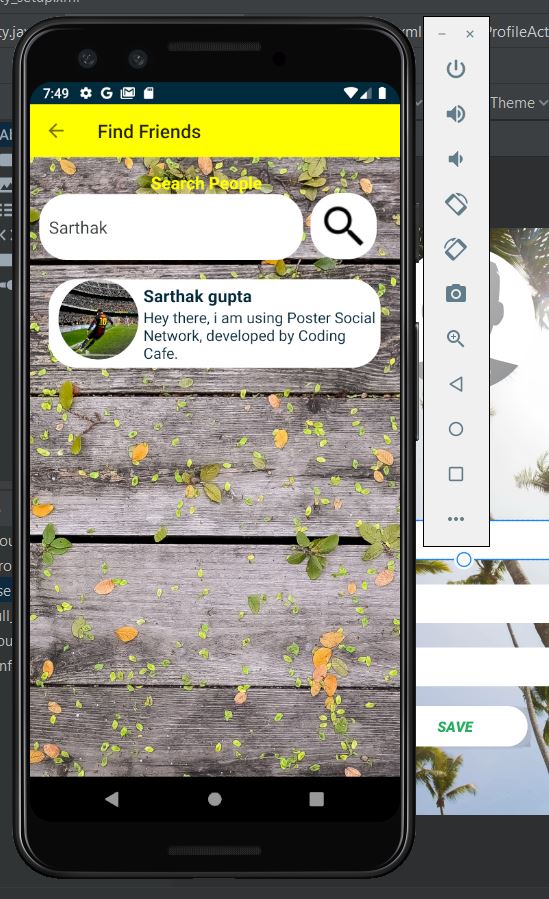 7:49
Find Friends
Search People
Sarthak
Sarthak gupta
Hey there, i am using Poster Social
Network, developed by Coding
Cafe.
Theme
SAVE